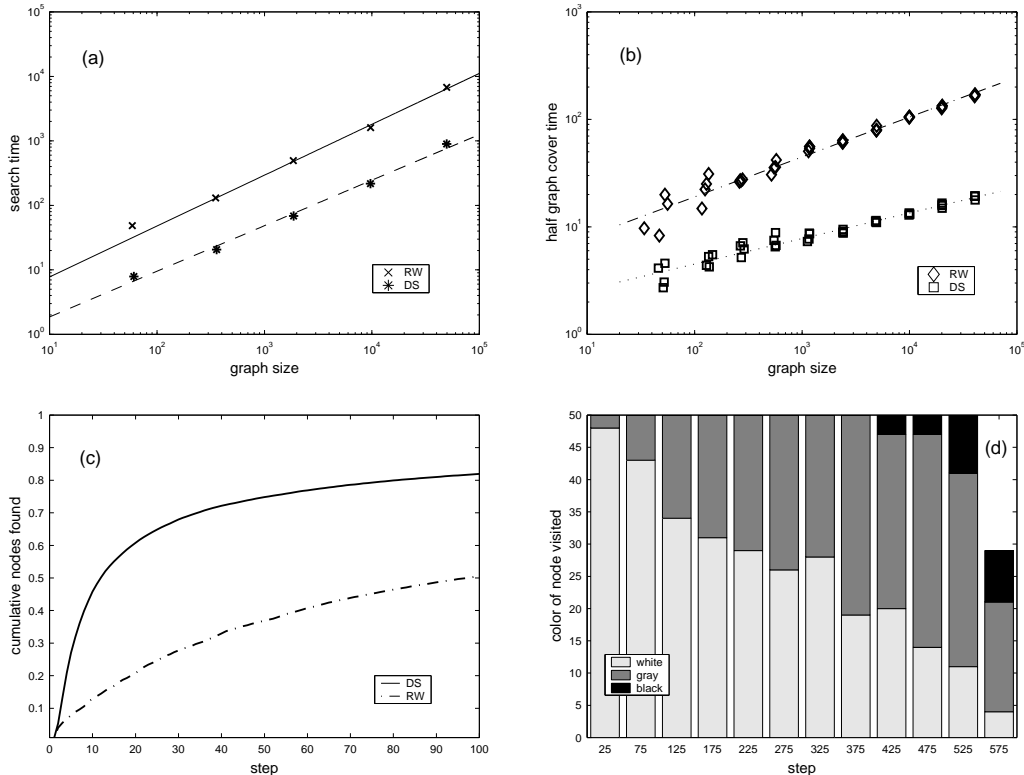 (a)
search time
10^5
10^4
10^3
10^2
10^1
10^0
10^1 10^2 10^3 10^4 10^5
graph size
RW
DS
(b)
half graph cover time
10^3
10^2
10^1
10^0
10^1 10^2 10^3 10^4 10^5
graph size
RW
DS
(c)
cumulative nodes found
1
0.9
0.8
0.7
0.6
0.5
0.4
0.3
0.2
0.1
0 10 20 30 40 50 60 70 80 90 100
step
DS
RW
(d)
color of node visited
50
45
40
35
30
25
20
15
10
5
0
25 75 125 175 225 275 325 375 425 475 525 575
step
white
gray
black